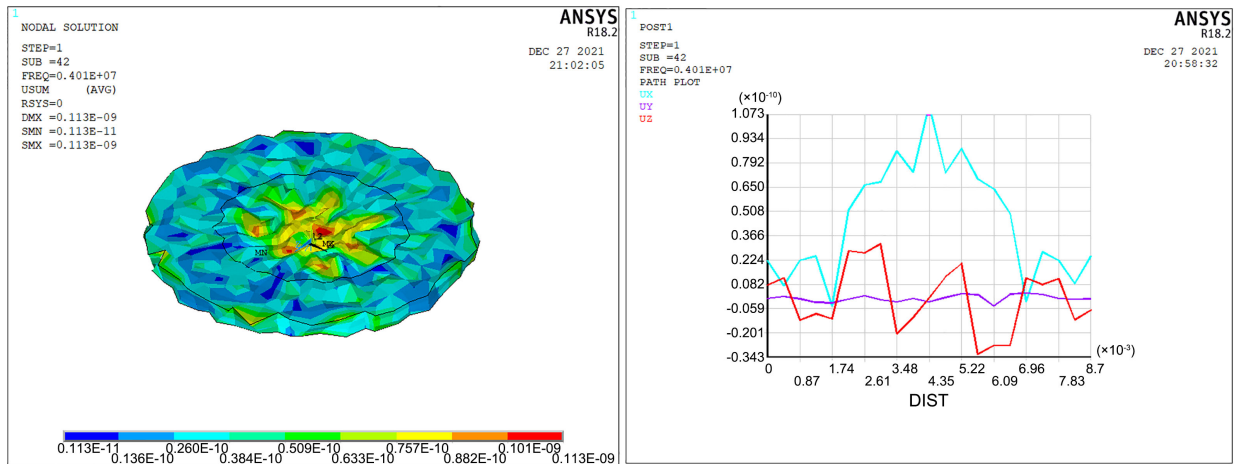 1
ANSYS
R18.2
NODAL SOLUTION
STEP=1
SUB =42
FREQ=0.401E+07
USUM (AVG)
RSYS=0
DMX =0.113E-09
SMN =0.113E-11
SMX =0.113E-09
DEC 27 2021
21:02:05
MN
MX
0.113E-11 0.260E-10 0.509E-10 0.757E-10 0.101E-09
0.136E-10 0.384E-10 0.633E-10 0.882E-10 0.113E-09
1
ANSYS
R18.2
POST1
STEP=1
SUB =42
FREQ=0.401E+07
PATH PLOT
UX
UY
UZ
DEC 27 2021
20:58:32
(×10⁻¹⁰)
1.073
0.934
0.792
0.650
0.508
0.366
0.224
0.082
-0.059
-0.201
-0.343
(×10⁻³)
0 1.74 3.48 5.22 6.96 8.7
0.87 2.61 4.35 6.09 7.83
DIST